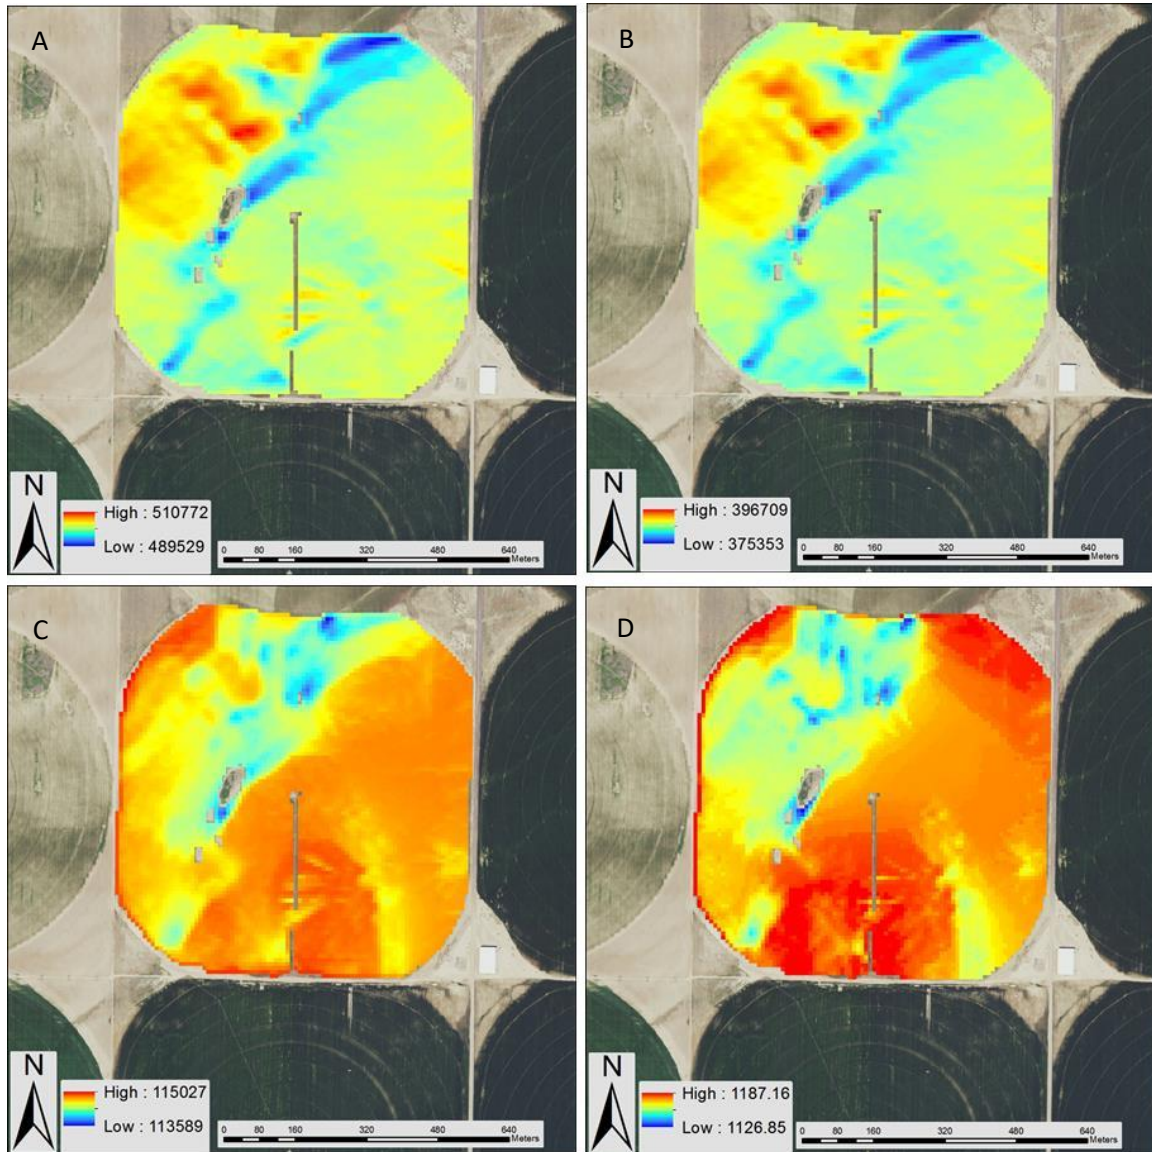 A
N
High : 510772
Low : 489529
0 80 160 320 480 640
Meters
B
N
High : 396709
Low : 375353
0 80 160 320 480 640
Meters
C
N
High : 115027
Low : 113589
0 80 160 320 480 640
Meters
D
N
High : 1187.16
Low : 1126.85
0 80 160 320 480 640
Meters